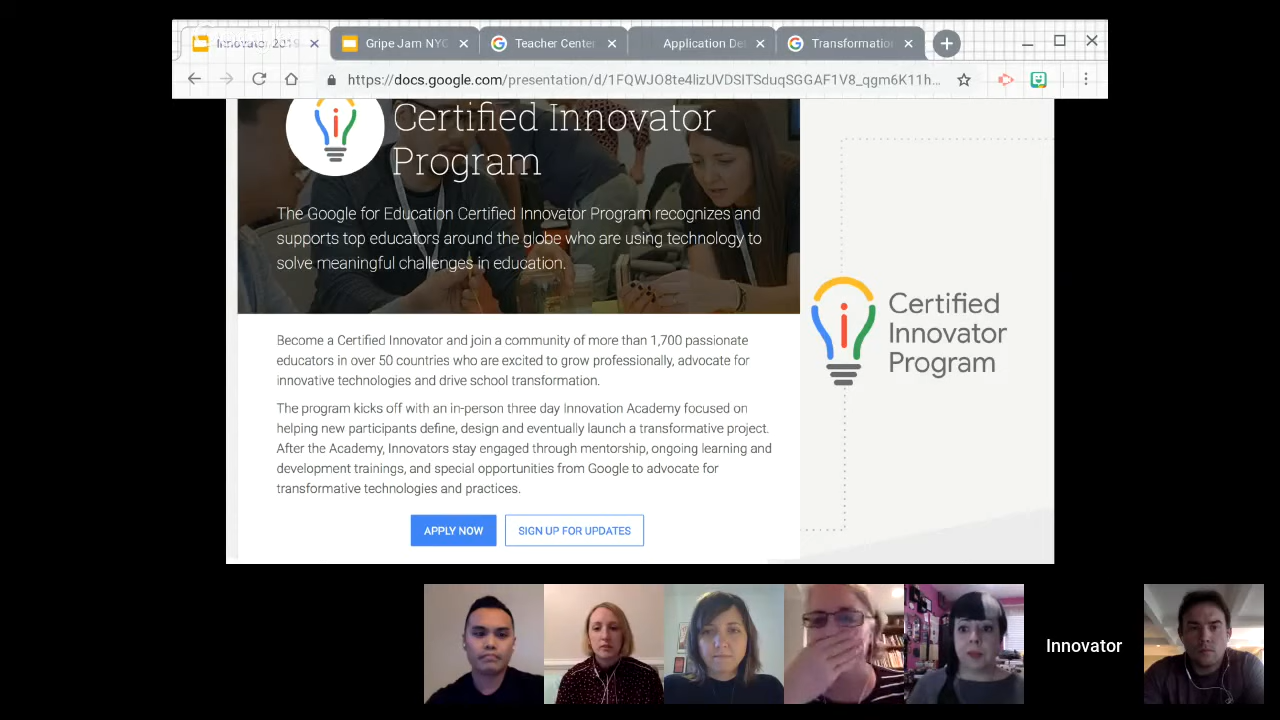 Innovator 2019
Gripe Jam NYC
Teacher Center
Application De
Transformatio
https://docs.google.com/presentation/d/1FQWJO8te4lizUVDSITSduqSGGAF1V8_qgm6K11h...
Certified Innovator
Program
The Google for Education Certified Innovator Program recognizes and
supports top educators around the globe who are using technology to
solve meaningful challenges in education.
Certified
Innovator
Program
Become a Certified Innovator and join a community of more than 1,700 passionate
educators in over 50 countries who are excited to grow professionally, advocate for
innovative technologies and drive school transformation.
The program kicks off with an in-person three day Innovation Academy focused on
helping new participants define, design and eventually launch a transformative project.
After the Academy, Innovators stay engaged through mentorship, ongoing learning and
development trainings, and special opportunities from Google to advocate for
transformative technologies and practices.
APPLY NOW
SIGN UP FOR UPDATES
Innovator